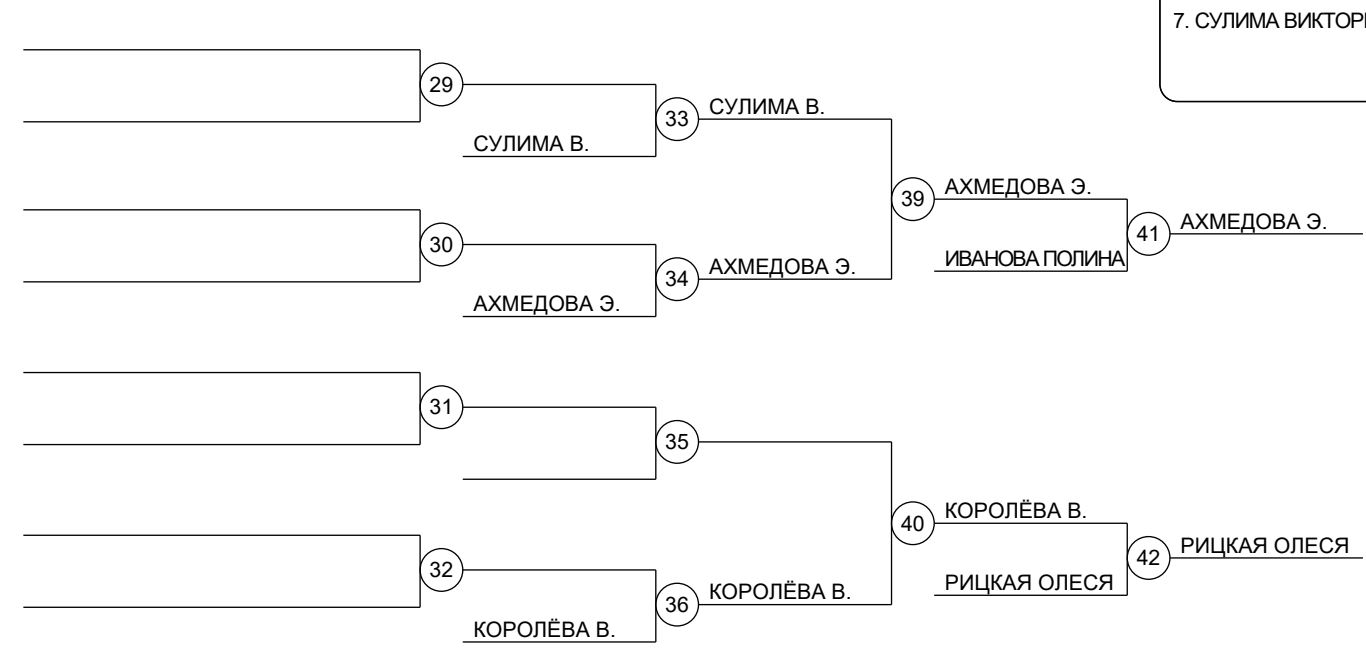 7. СУЛИМА ВИКТОР
29
СУЛИМА В.
33
СУЛИМА В.
30
АХМЕДОВА Э.
34
АХМЕДОВА Э.
39
АХМЕДОВА Э.
ИВАНОВА ПОЛИНА
41
АХМЕДОВА Э.
31
35
32
КОРОЛЁВА В.
36
КОРОЛЁВА В.
40
КОРОЛЁВА В.
РИЦКАЯ ОЛЕСЯ
42
РИЦКАЯ ОЛЕСЯ